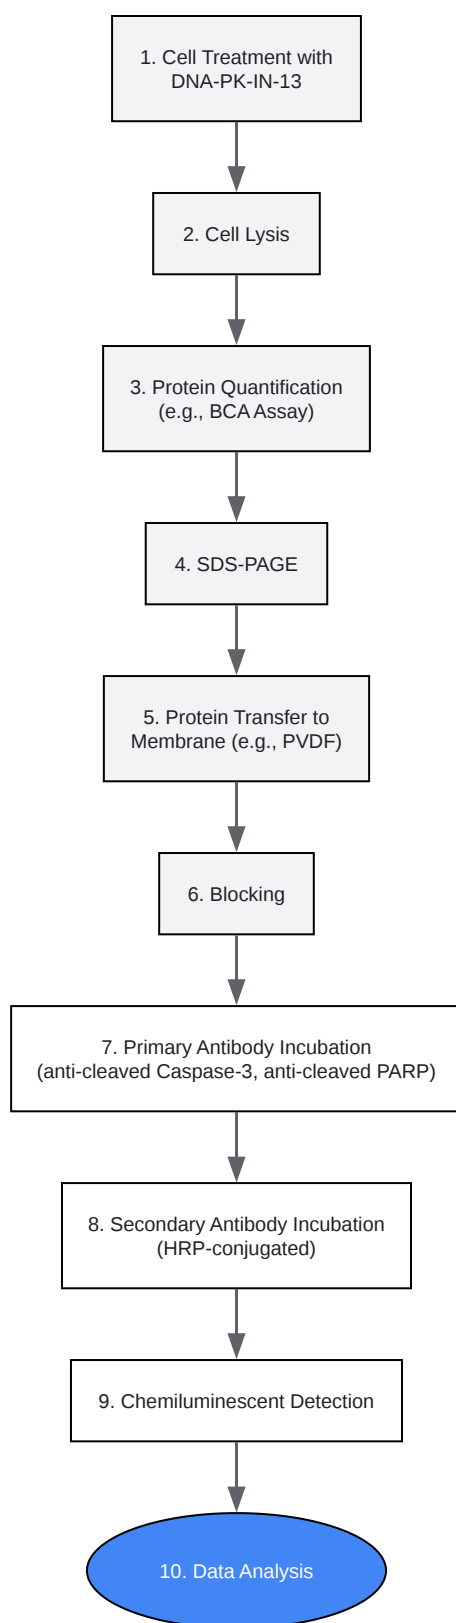 1. Cell Treatment with
DNA-PK-IN-13
2. Cell Lysis
3. Protein Quantification
(e.g., BCA Assay)
4. SDS-PAGE
5. Protein Transfer to
Membrane (e.g., PVDF)
6. Blocking
7. Primary Antibody Incubation
(anti-cleaved Caspase-3, anti-cleaved PARP)
8. Secondary Antibody Incubation
(HRP-conjugated)
9. Chemiluminescent Detection
10. Data Analysis